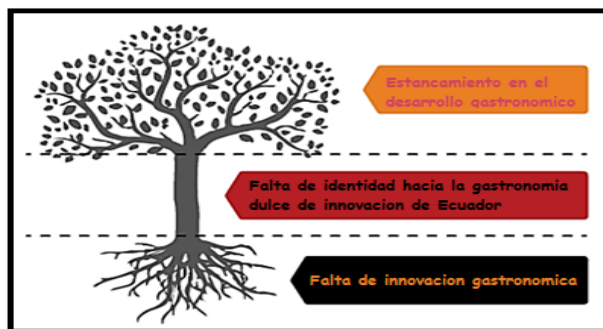 Estancamiento en el
desarrollo gastronomico
Falta de identidad hacia la gastronomia
dulce de innovacion de Ecuador
Falta de innovacion gastronomica